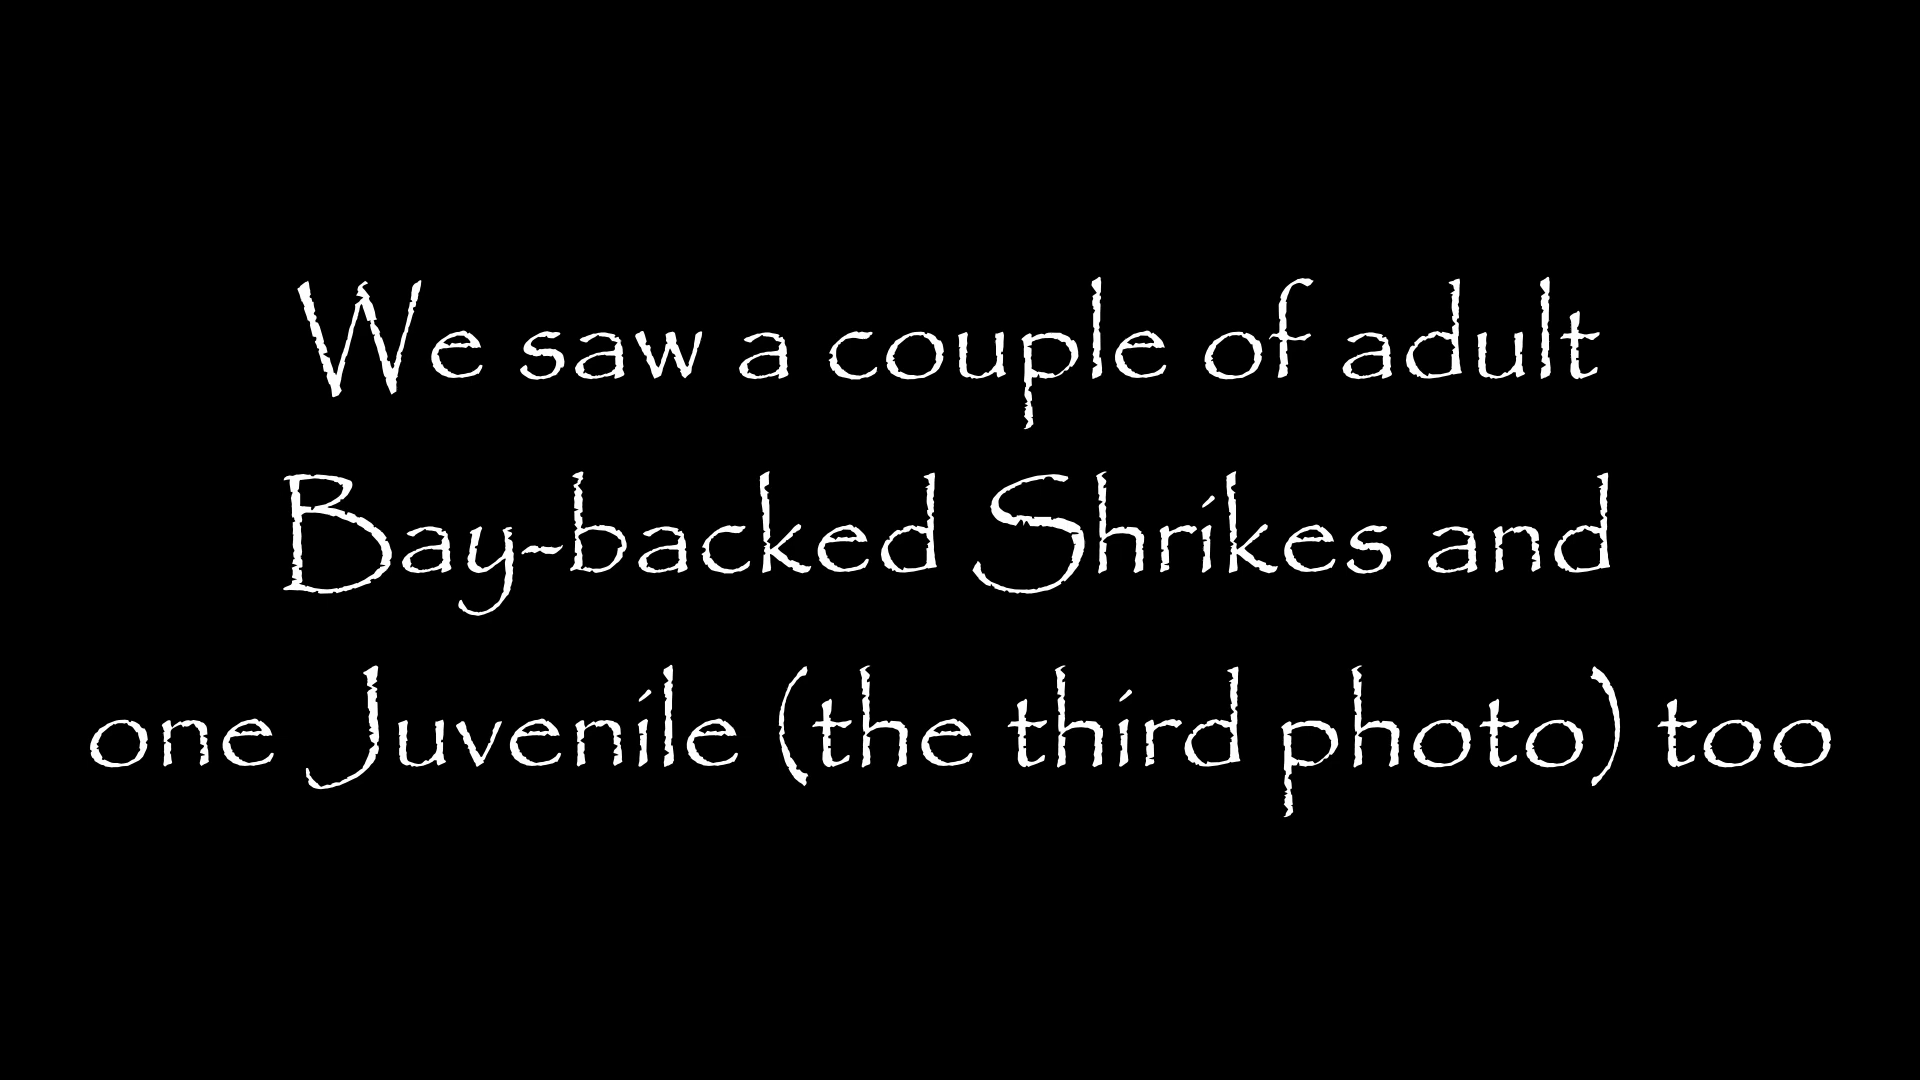 We saw a couple of adult
Bay-backed Shrikes and
one Juvenile (the third photo) too